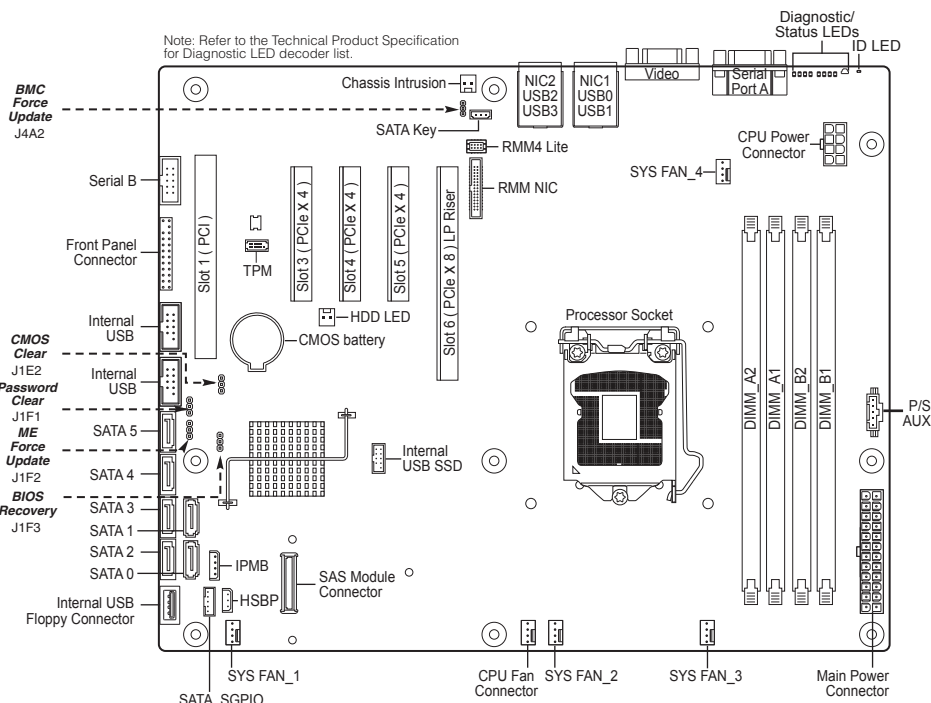 Note: Refer to the Technical Product Specification
for Diagnostic LED decoder list.
Diagnostic/
Status LEDs
ID LED
Chassis Intrusion
NIC2
USB2
USB3
NIC1
USB0
USB1
Video
Serial
Port A
BMC
Force
Update
J4A2
SATA Key
RMM4 Lite
CPU Power
Connector
SYS FAN_4
RMM NIC
Serial B
Front Panel
Connector
TPM
Slot 1 ( PCI )
Slot 3 ( PCIe X 4 )
Slot 4 ( PCIe X 4 )
Slot 5 ( PCIe X 4 )
Slot 6 ( PCIe X 8 ) LP Riser
HDD LED
CMOS battery
Processor Socket
Internal
USB
CMOS
Clear
J1E2
Internal
USB
Password
Clear
J1F1
SATA 5
ME
Force
Update
J1F2
SATA 4
BIOS
Recovery
J1F3
SATA 3
SATA 1
SATA 2
SATA 0
Internal
USB SSD
DIMM_A2
DIMM_A1
DIMM_B2
DIMM_B1
P/S
AUX
IPMB
HSBP
SAS Module
Connector
Internal USB
Floppy Connector
SATA_SGPIO
SYS FAN_1
CPU Fan
Connector
SYS FAN_2
SYS FAN_3
Main Power
Connector